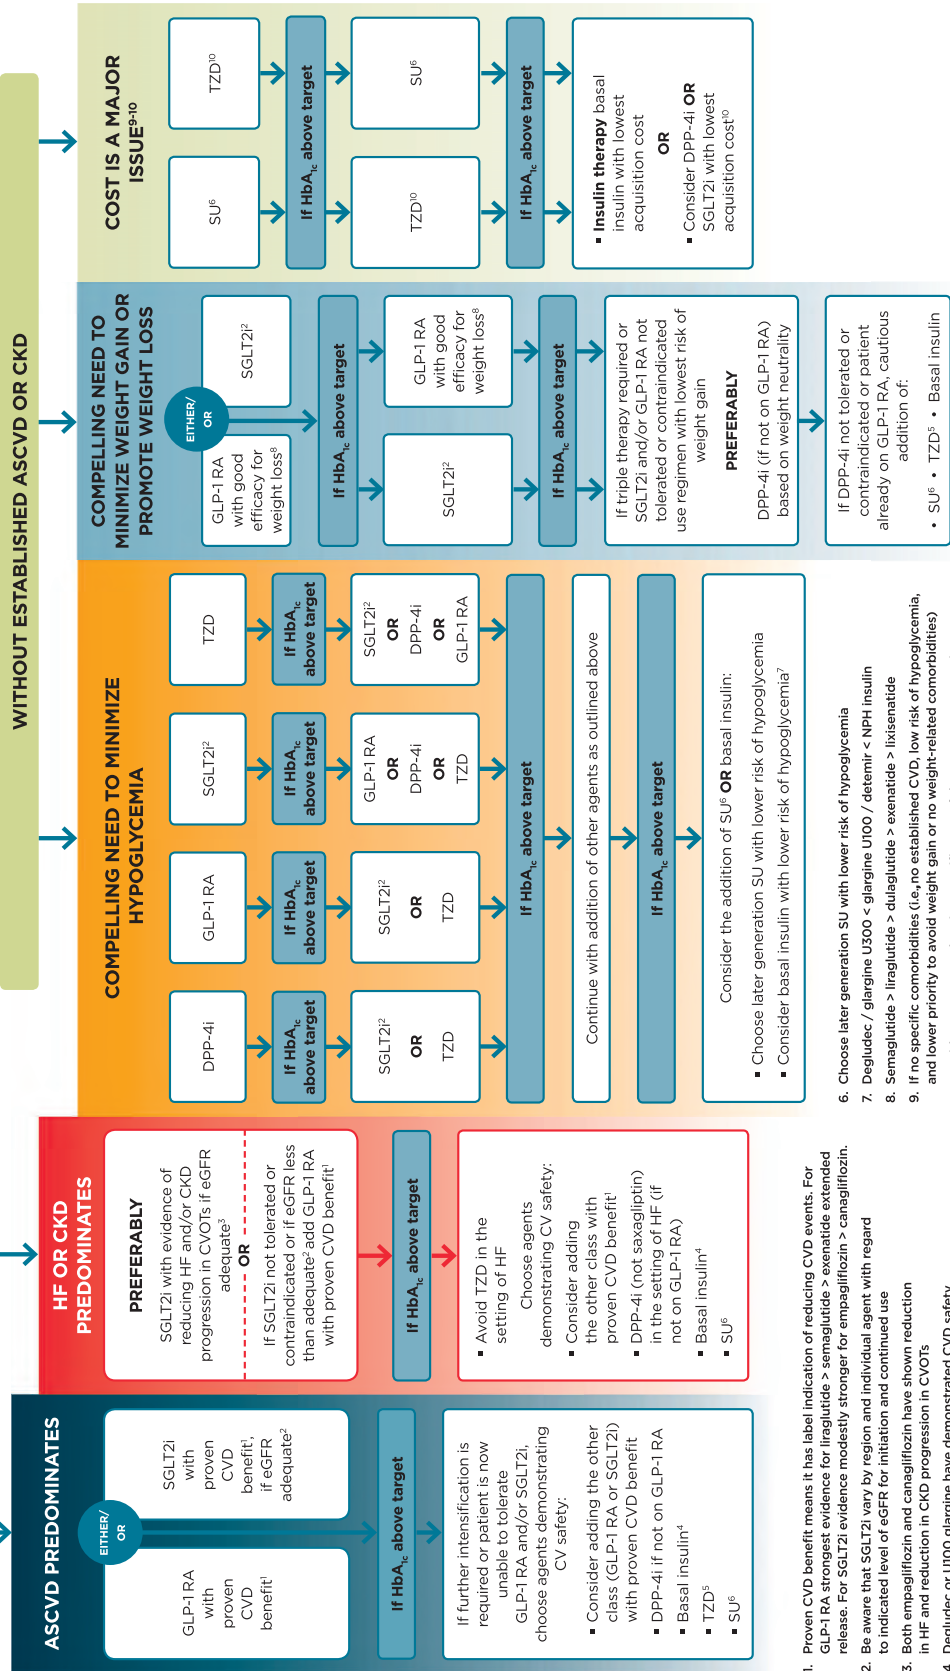 WITHOUT ESTABLISHED ASCVD OR CKD
ASCVD PREDOMINATES
EITHER/
OR
GLP-1 RA
with
proven
CVD
benefit¹
SGLT2i
with
proven
CVD
benefit¹,
if eGFR
adequate²
If HbA₁c above target
If further intensification is
required or patient is now
unable to tolerate
GLP-1 RA and/or SGLT2i,
choose agents demonstrating
CV safety:
▪ Consider adding the other
class (GLP-1 RA or SGLT2i)
with proven CVD benefit
▪ DPP-4i if not on GLP-1 RA
▪ Basal insulin⁴
▪ TZD⁵
▪ SU⁶
HF OR CKD
PREDOMINATES
PREFERABLY
SGLT2i with evidence of
reducing HF and/or CKD
progression in CVOTs if eGFR
adequate³
OR
If SGLT2i not tolerated or
contraindicated or if eGFR less
than adequate² add GLP-1 RA
with proven CVD benefit¹
If HbA₁c above target
▪ Avoid TZD in the
setting of HF
Choose agents
demonstrating CV safety:
▪ Consider adding
the other class with
proven CVD benefit¹
▪ DPP-4i (not saxagliptin)
in the setting of HF (if
not on GLP-1 RA)
▪ Basal insulin⁴
▪ SU⁶
COMPELLING NEED TO MINIMIZE
HYPOGLYCEMIA
DPP-4i
GLP-1 RA
SGLT2i²
TZD
If HbA₁c
above target
If HbA₁c
above target
If HbA₁c
above target
If HbA₁c
above target
SGLT2i²
OR
TZD
SGLT2i²
OR
TZD
GLP-1 RA
OR
DPP-4i
OR
TZD
SGLT2i²
OR
DPP-4i
OR
GLP-1 RA
If HbA₁c above target
Continue with addition of other agents as outlined above
If HbA₁c above target
Consider the addition of SU⁶ OR basal insulin:
▪ Choose later generation SU with lower risk of hypoglycemia
▪ Consider basal insulin with lower risk of hypoglycemia⁷
COMPELLING NEED TO
MINIMIZE WEIGHT GAIN OR
PROMOTE WEIGHT LOSS
EITHER/
OR
GLP-1 RA
with good
efficacy for
weight loss⁸
SGLT2i²
If HbA₁c above target
SGLT2i²
GLP-1 RA
with good
efficacy for
weight loss⁸
If HbA₁c above target
If triple therapy required or
SGLT2i and/or GLP-1 RA not
tolerated or contraindicated
use regimen with lowest risk of
weight gain
PREFERABLY
DPP-4i (if not on GLP-1 RA)
based on weight neutrality
If DPP-4i not tolerated or
contraindicated or patient
already on GLP-1 RA, cautious
addition of:
• SU⁶ • TZD⁵ • Basal insulin
COST IS A MAJOR
ISSUE⁹⁻¹⁰
SU⁶
TZD¹⁰
If HbA₁c above target
TZD¹⁰
SU⁶
If HbA₁c above target
▪ Insulin therapy basal
insulin with lowest
acquisition cost
OR
▪ Consider DPP-4i OR
SGLT2i with lowest
acquisition cost¹⁰
1. Proven CVD benefit means it has label indication of reducing CVD events. For
GLP-1 RA strongest evidence for liraglutide > semaglutide > exenatide extended
release. For SGLT2i evidence modestly stronger for empagliflozin > canagliflozin.
2. Be aware that SGLT2i vary by region and individual agent with regard
to indicated level of eGFR for initiation and continued use
3. Both empagliflozin and canagliflozin have shown reduction
in HF and reduction in CKD progression in CVOTs
4. Degludec or U100 glargine have demonstrated CVD safety
6. Choose later generation SU with lower risk of hypoglycemia
7. Degludec / glargine U300 < glargine U100 / detemir < NPH insulin
8. Semaglutide > liraglutide > dulaglutide > exenatide > lixisenatide
9. If no specific comorbidities (i.e.,no established CVD, low risk of hypoglycemia,
and lower priority to avoid weight gain or no weight-related comorbidities)